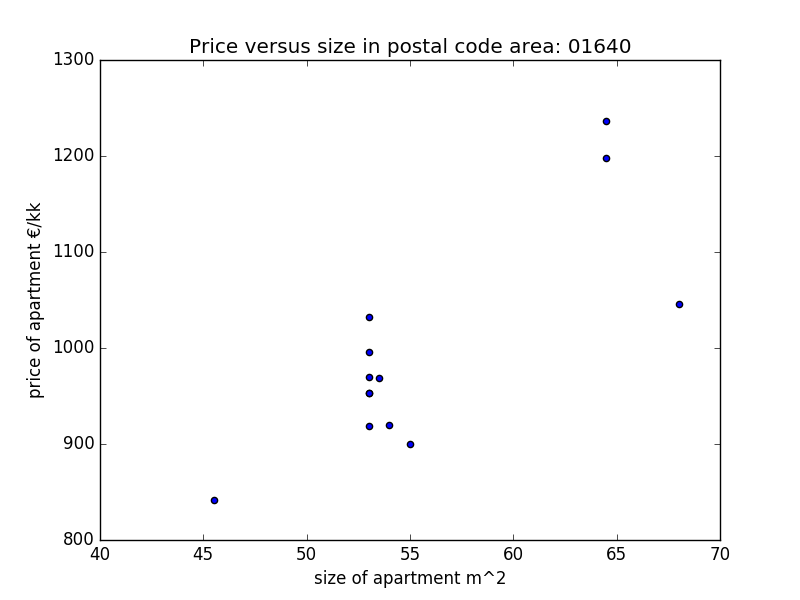 Price versus size in postal code area: 01640
1300
1200
1100
1000
900
800
price of apartment €/kk
40 45 50 55 60 65 70
size of apartment m^2